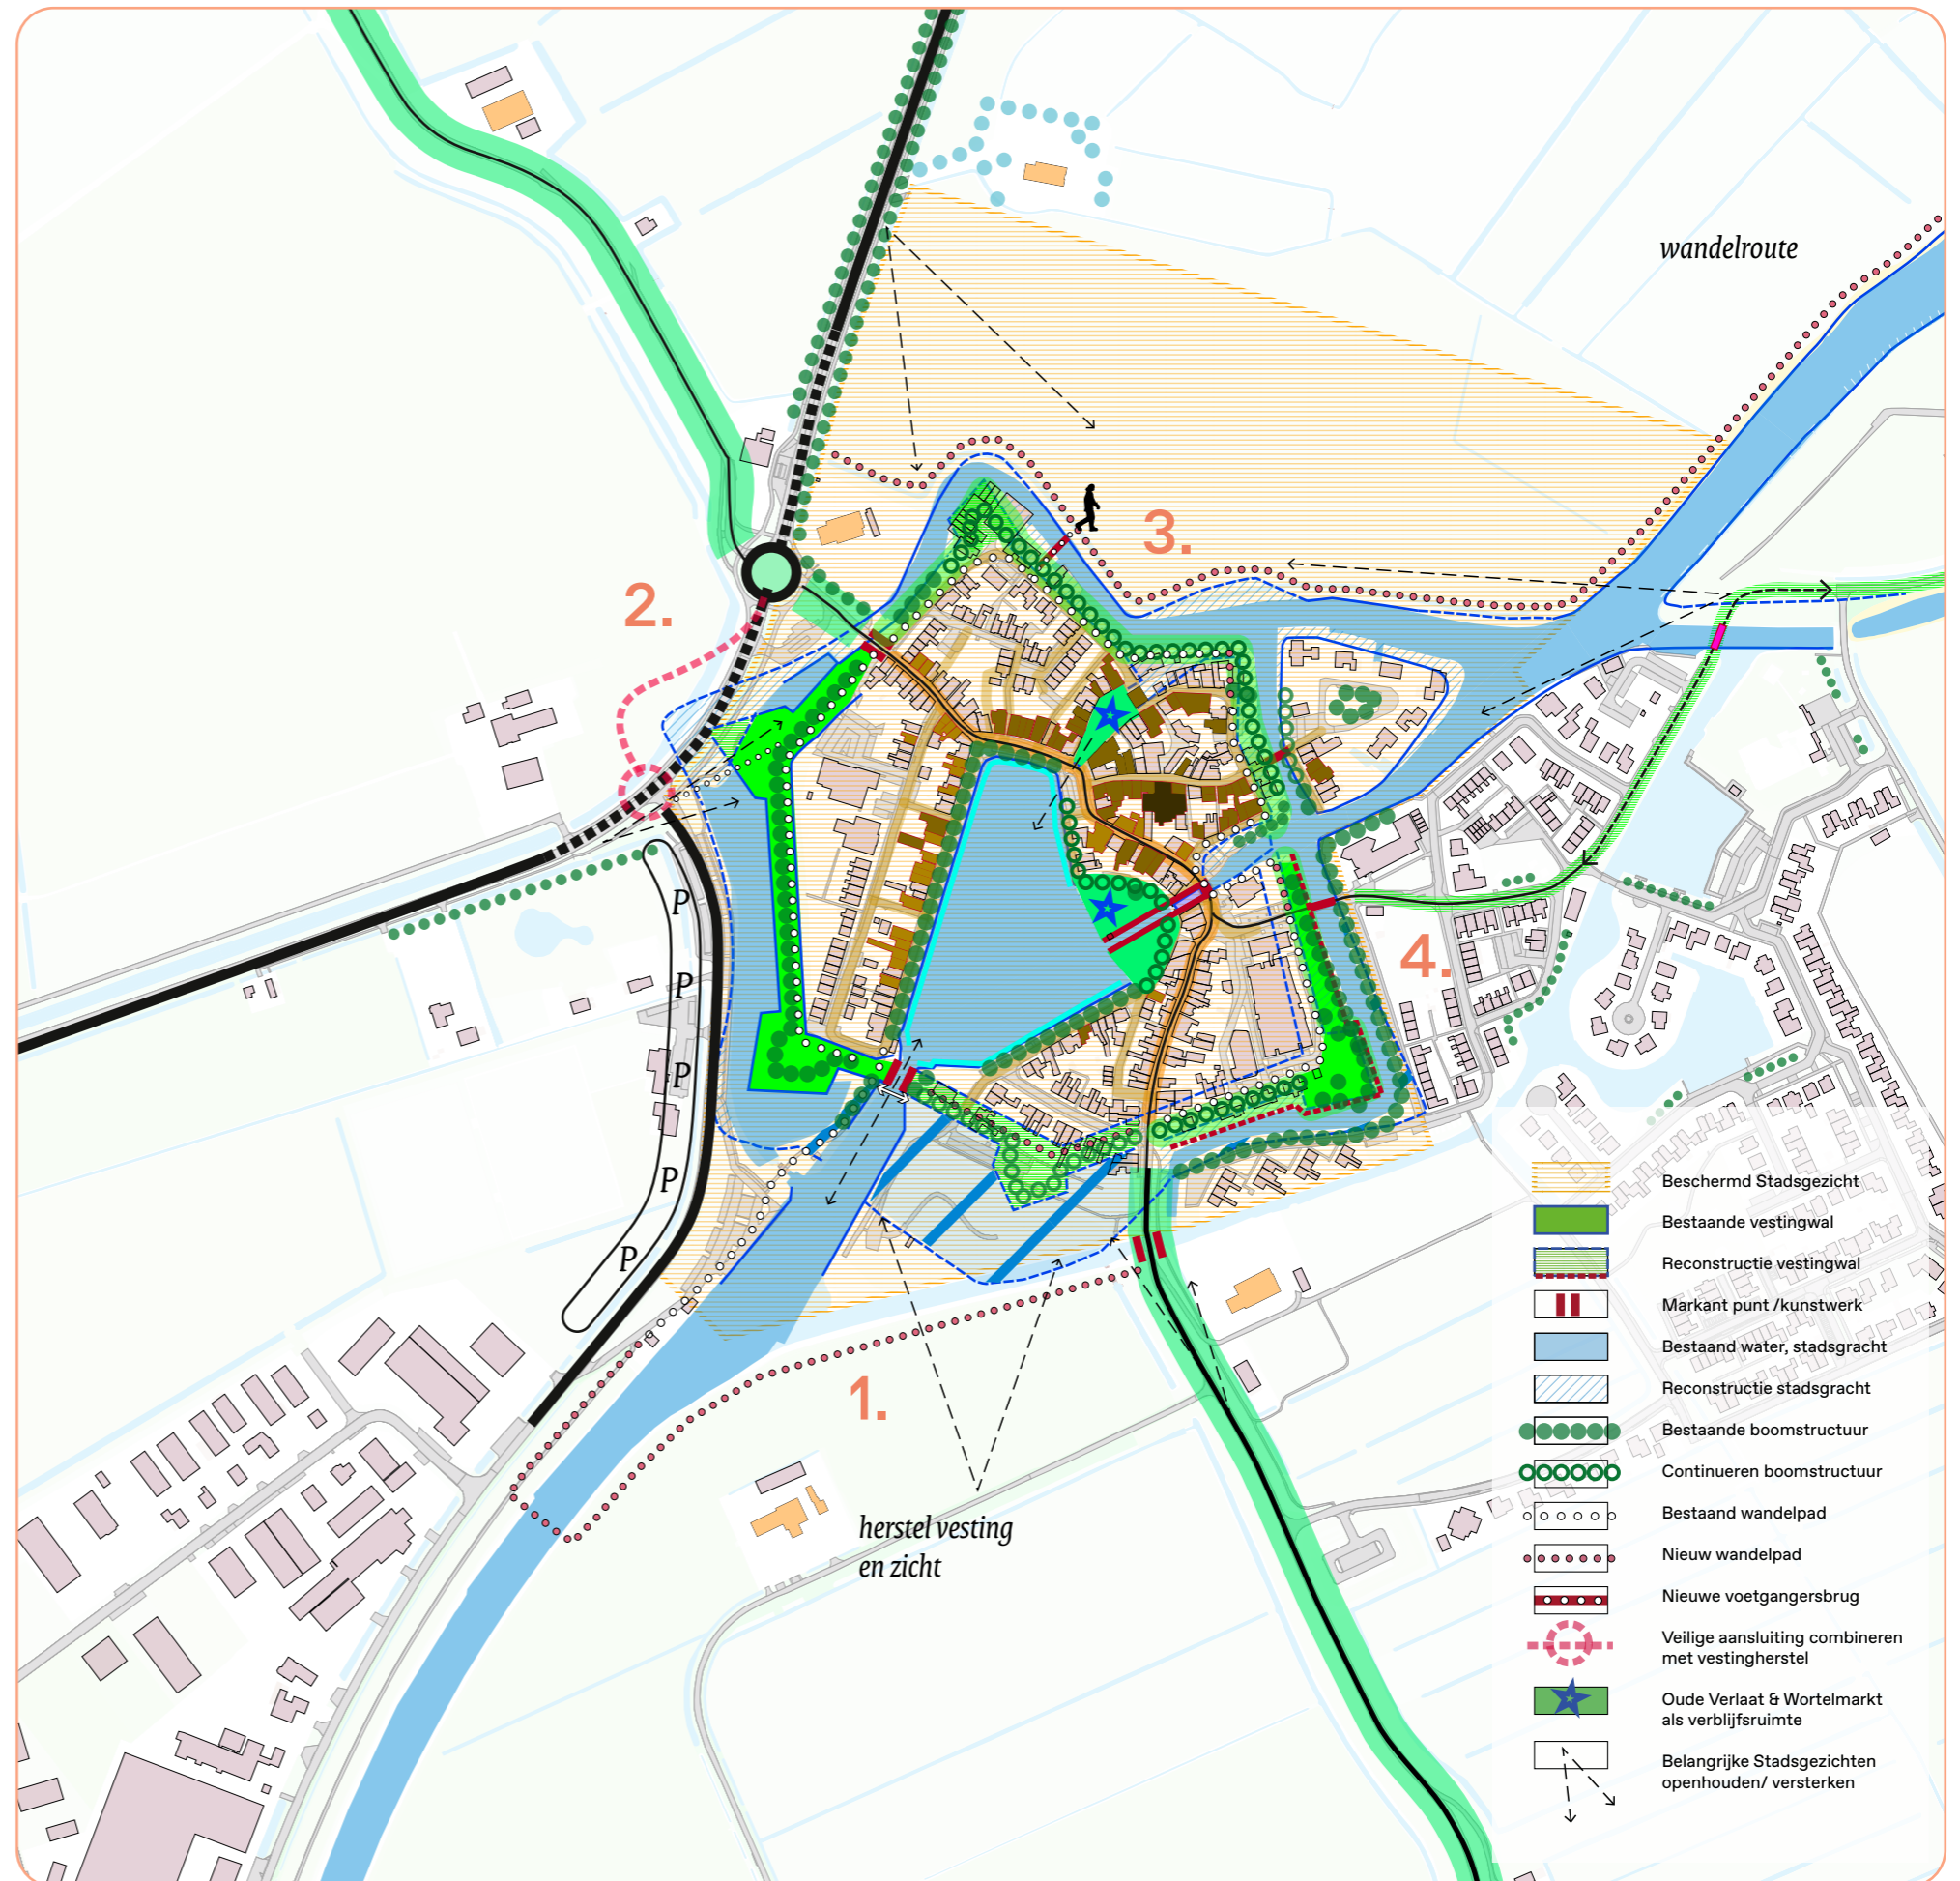 wandelroute
3.
2.
P
4.
P
P
P
P
1.
herstel vesting
en zicht
Beschermd Stadsgezicht
Bestaande vestingwal
Reconstructie vestingwal
Markant punt /kunstwerk
Bestaand water, stadsgracht
Reconstructie stadsgracht
Bestaande boomstructuur
Continueren boomstructuur
Bestaand wandelpad
Nieuw wandelpad
Nieuwe voetgangersbrug
Veilige aansluiting combineren
met vestingherstel
Oude Verlaat & Wortelmarkt
als verblijfsruimte
Belangrijke Stadsgezichten
openhouden/ versterken